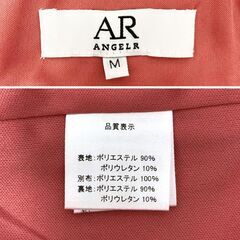 AR
ANGEL R
M
品質表示
表地：ポリエステル 90%
ポリウレタン 10%
別布：ポリエステル 100%
裏地：ポリエステル 90%
ポリウレタン 10%